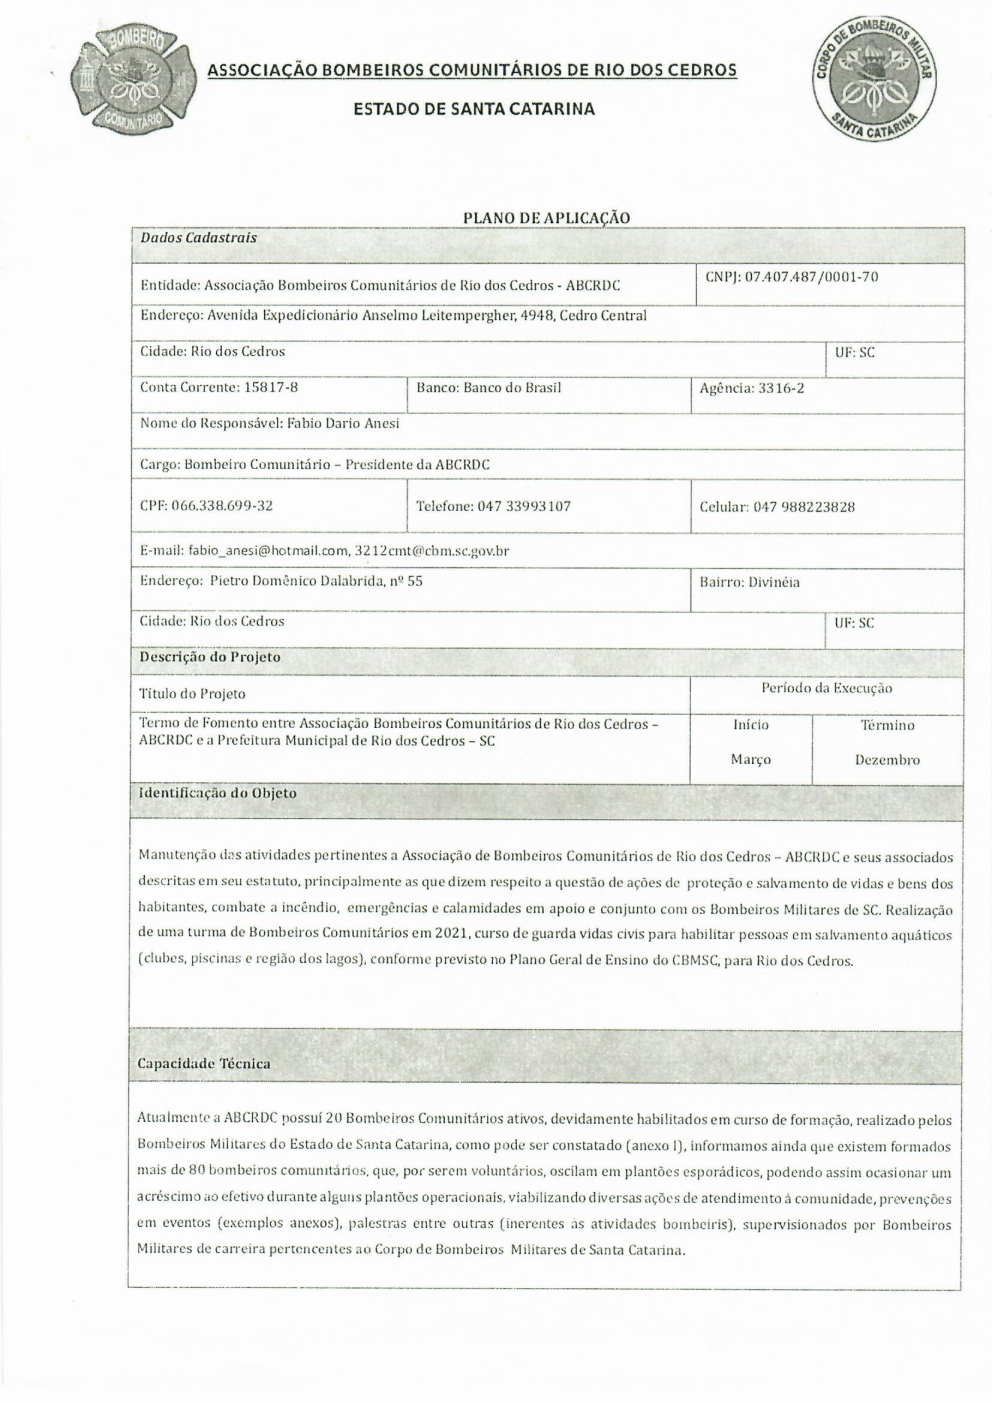 BOMBEIRO
COMUNITÁRIO
ASSOCIAÇÃO BOMBEIROS COMUNITÁRIOS DE RIO DOS CEDROS
ESTADO DE SANTA CATARINA
CORPO DE BOMBEIROS MILITAR
SANTA CATARINA
PLANO DE APLICAÇÃO
Dados Cadastrais
Entidade: Associação Bombeiros Comunitários de Rio dos Cedros - ABCRDC
CNPJ: 07.407.487/0001-70
Endereço: Avenida Expedicionário Anselmo Leitempergher, 4948, Cedro Central
Cidade: Rio dos Cedros
UF: SC
Conta Corrente: 15817-8
Banco: Banco do Brasil
Agência: 3316-2
Nome do Responsável: Fabio Dario Anesi
Cargo: Bombeiro Comunitário – Presidente da ABCRDC
CPF: 066.338.699-32
Telefone: 047 33993107
Celular: 047 988223828
E-mail: fabio_anesi@hotmail.com, 3212cmt@cbm.sc.gov.br
Endereço: Pietro Domênico Dalabrida, nº 55
Bairro: Divinéia
Cidade: Rio dos Cedros
UF: SC
Descrição do Projeto
Título do Projeto
Período da Execução
Termo de Fomento entre Associação Bombeiros Comunitários de Rio dos Cedros –
ABCRDC e a Prefeitura Municipal de Rio dos Cedros – SC
Início
Término
Março
Dezembro
Identificação do Objeto
Manutenção das atividades pertinentes a Associação de Bombeiros Comunitários de Rio dos Cedros – ABCRDC e seus associados
descritas em seu estatuto, principalmente as que dizem respeito a questão de ações de proteção e salvamento de vidas e bens dos
habitantes, combate a incêndio, emergências e calamidades em apoio e conjunto com os Bombeiros Militares de SC. Realização
de uma turma de Bombeiros Comunitários em 2021, curso de guarda vidas civis para habilitar pessoas em salvamento aquáticos
(clubes, piscinas e região dos lagos), conforme previsto no Plano Geral de Ensino do CBMSC, para Rio dos Cedros.
Capacidade Técnica
Atualmente a ABCRDC possuí 20 Bombeiros Comunitários ativos, devidamente habilitados em curso de formação, realizado pelos
Bombeiros Militares do Estado de Santa Catarina, como pode ser constatado (anexo I), informamos ainda que existem formados
mais de 80 bombeiros comunitários, que, por serem voluntários, oscilam em plantões esporádicos, podendo assim ocasionar um
acréscimo ao efetivo durante alguns plantões operacionais, viabilizando diversas ações de atendimento à comunidade, prevenções
em eventos (exemplos anexos), palestras entre outras (inerentes as atividades bombeiris), supervisionados por Bombeiros
Militares de carreira pertencentes ao Corpo de Bombeiros Militares de Santa Catarina.